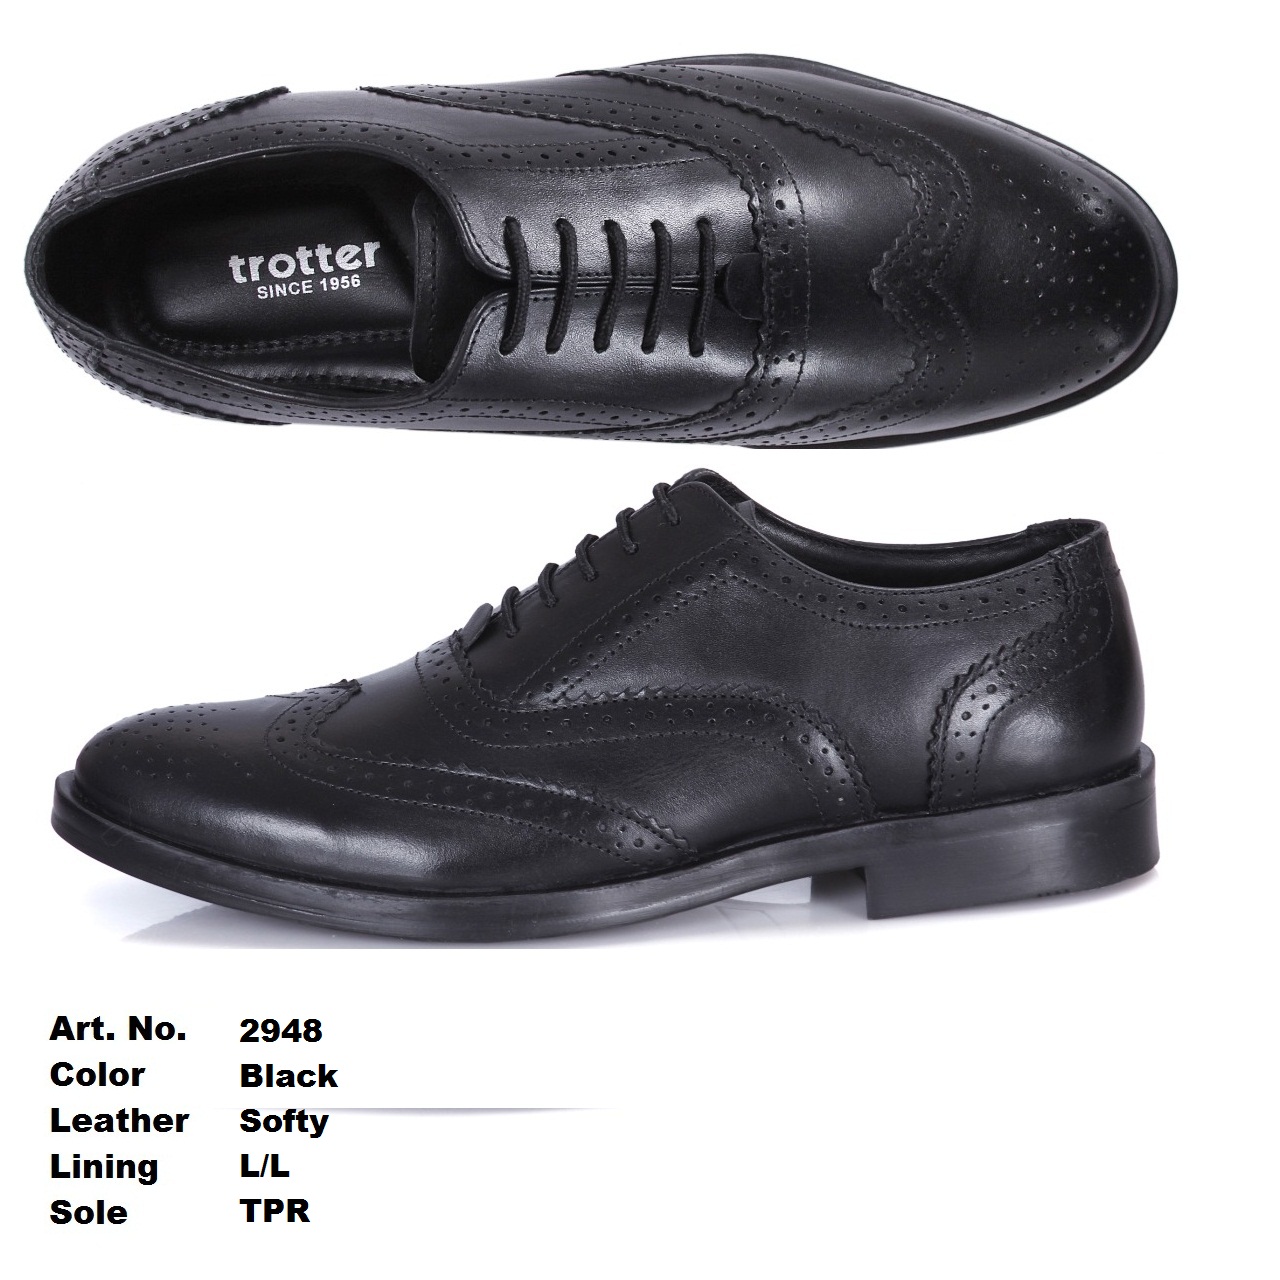 trotter
SINCE 1956
Art. No. 2948
Color Black
Leather Softy
Lining L/L
Sole TPR